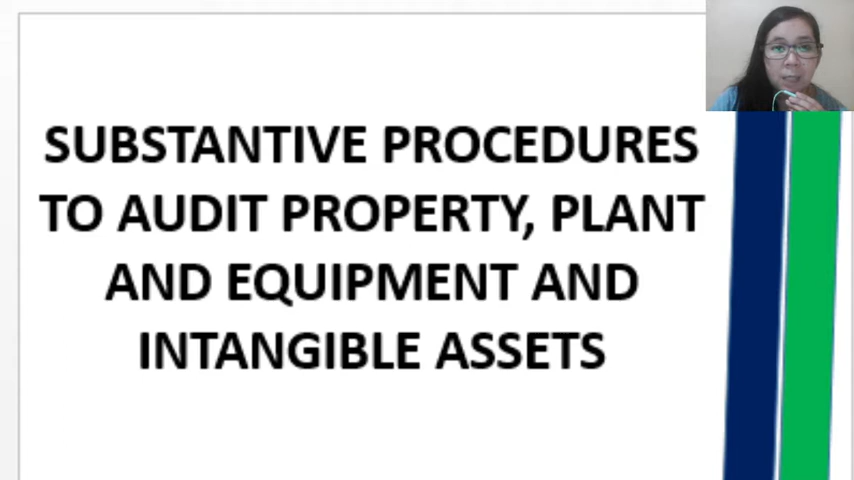 SUBSTANTIVE PROCEDURES
TO AUDIT PROPERTY, PLANT
AND EQUIPMENT AND
INTANGIBLE ASSETS